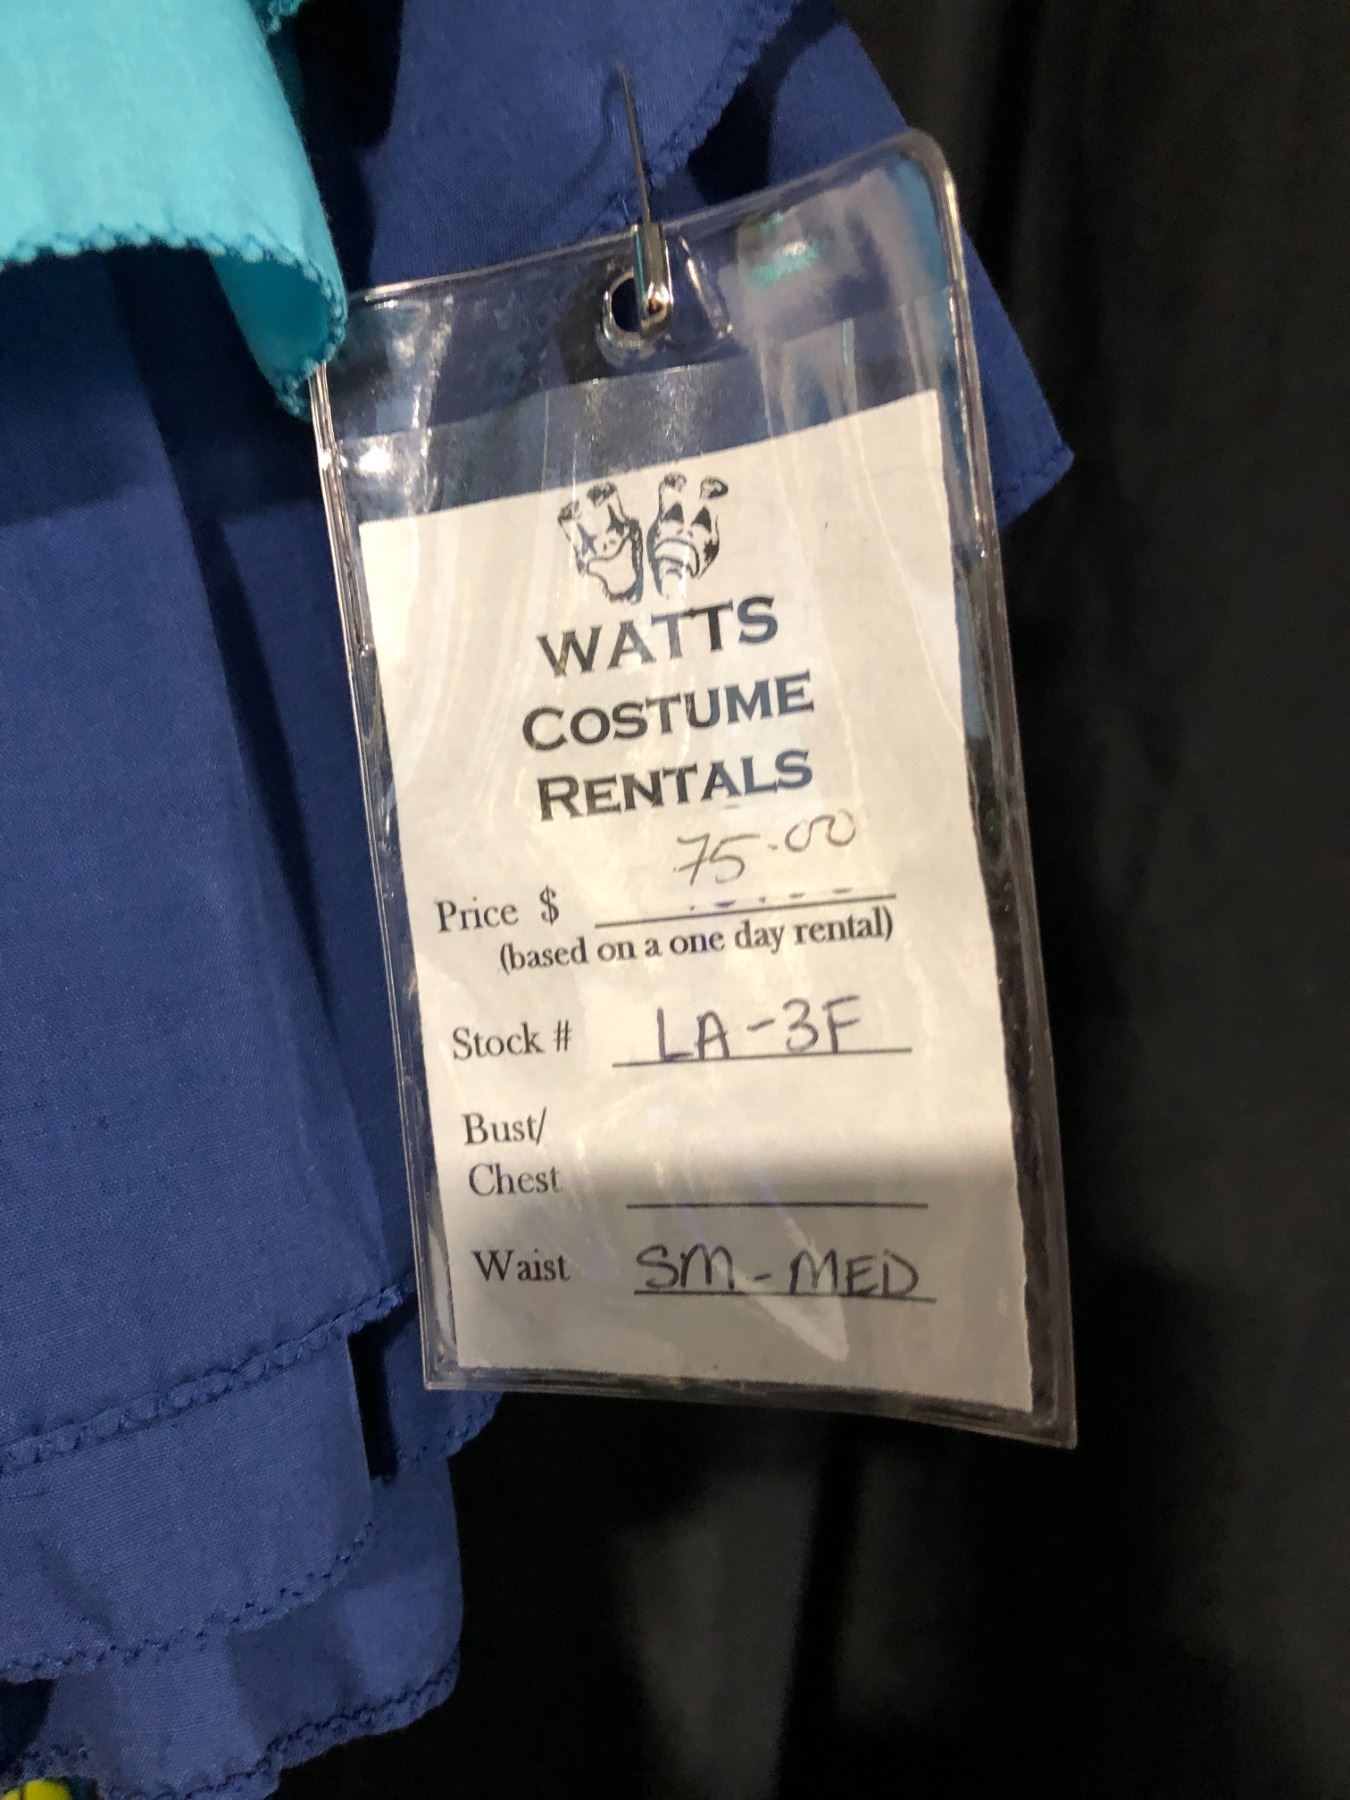 WATTS
COSTUME
RENTALS
Price $ 75.00
(based on a one day rental)
Stock # LA-3F
Bust/
Chest
Waist SM-MED